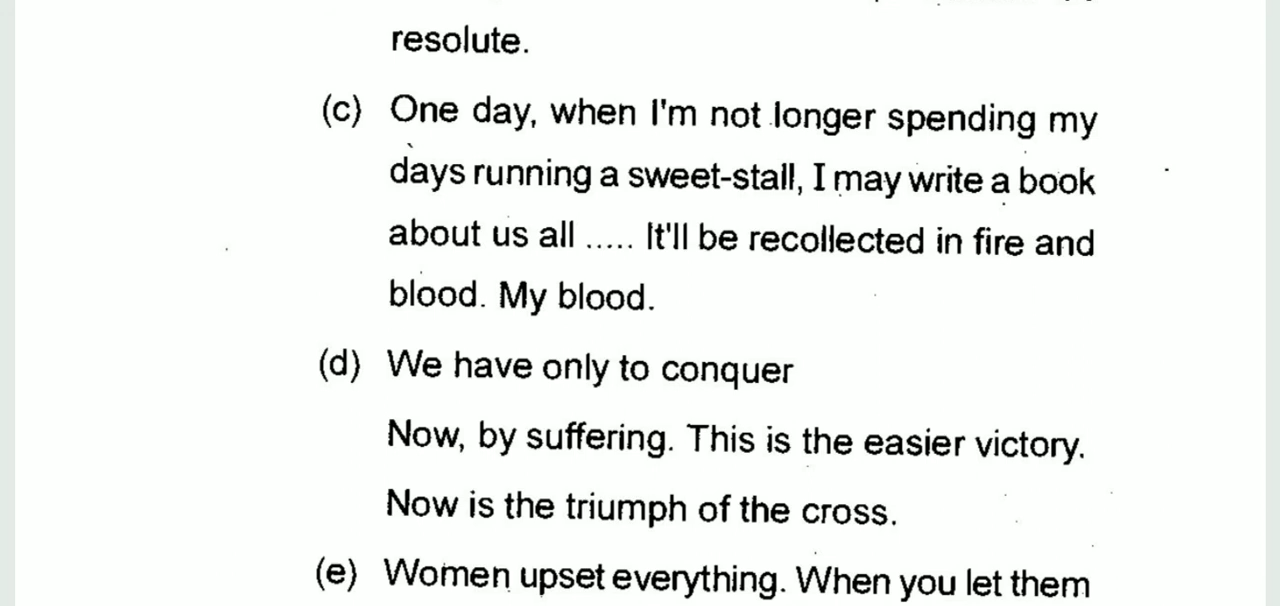 resolute.
(c) One day, when I'm not longer spending my
days running a sweet-stall, I may write a book
about us all ..... It'll be recollected in fire and
blood. My blood.
(d) We have only to conquer
Now, by suffering. This is the easier victory.
Now is the triumph of the cross.
(e) Women upset everything. When you let them